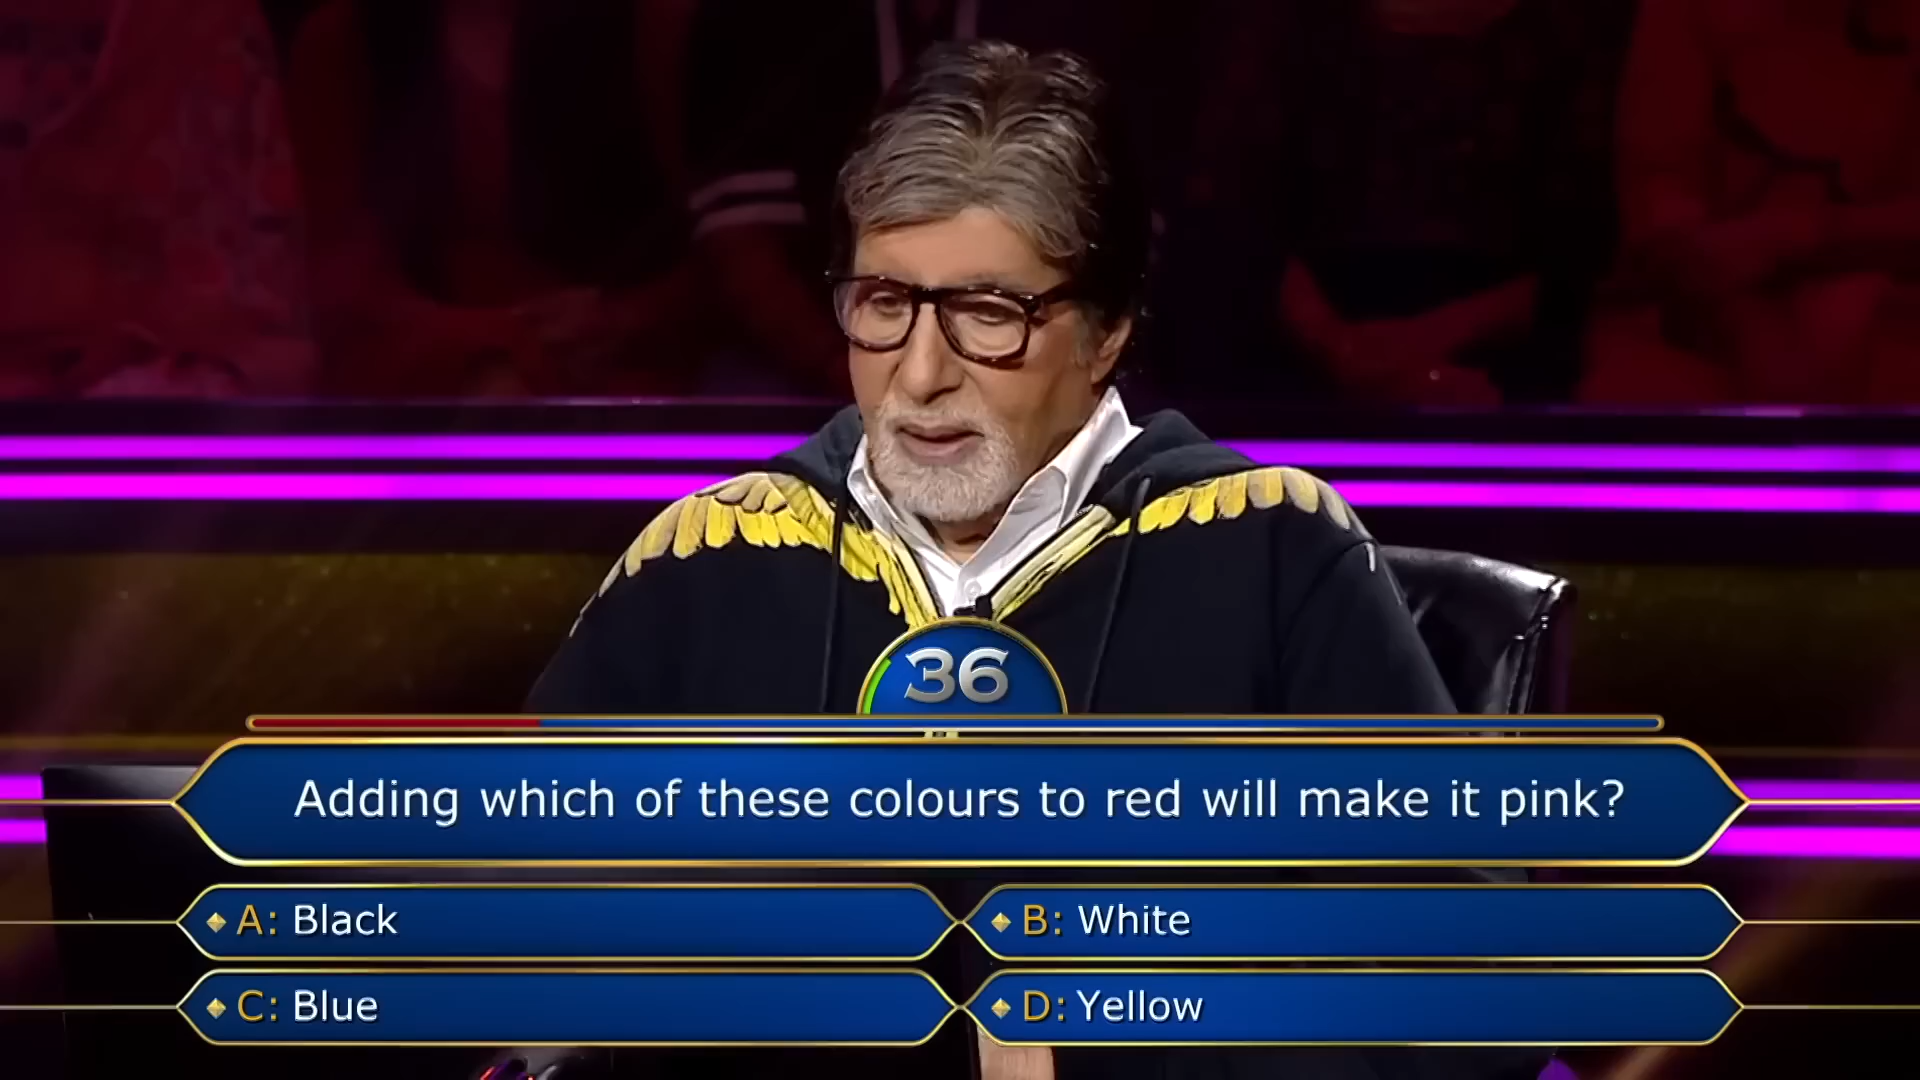 36
Adding which of these colours to red will make it pink?
A: Black
B: White
C: Blue
D: Yellow